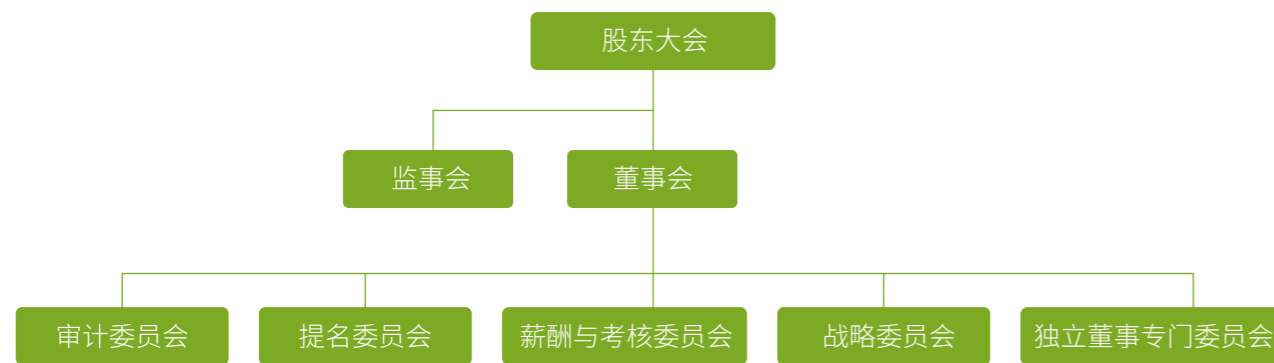 股东大会
监事会
董事会
审计委员会
提名委员会
薪酬与考核委员会
战略委员会
独立董事专门委员会